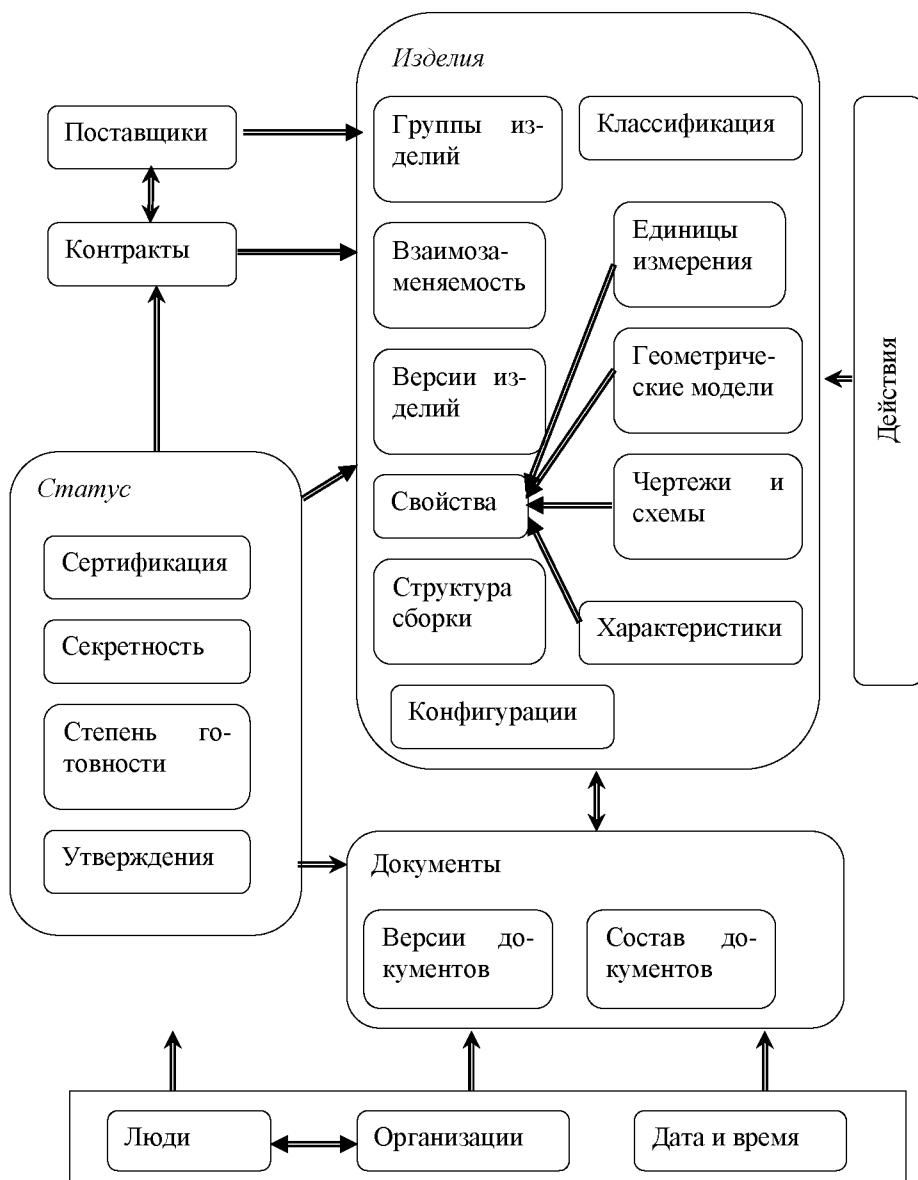 Изделия
Поставщики
Группы из-
делий
Классификация
Контракты
Взаимоза-
меняемость
Единицы
измерения
Версии из-
делий
Геометриче-
ские модели
Действия
Статус
Свойства
Чертежи и
схемы
Сертификация
Структура
сборки
Секретность
Характеристики
Степень го-
товности
Конфигурации
Утверждения
Документы
Версии до-
кументов
Состав до-
кументов
Люди
Организации
Дата и время